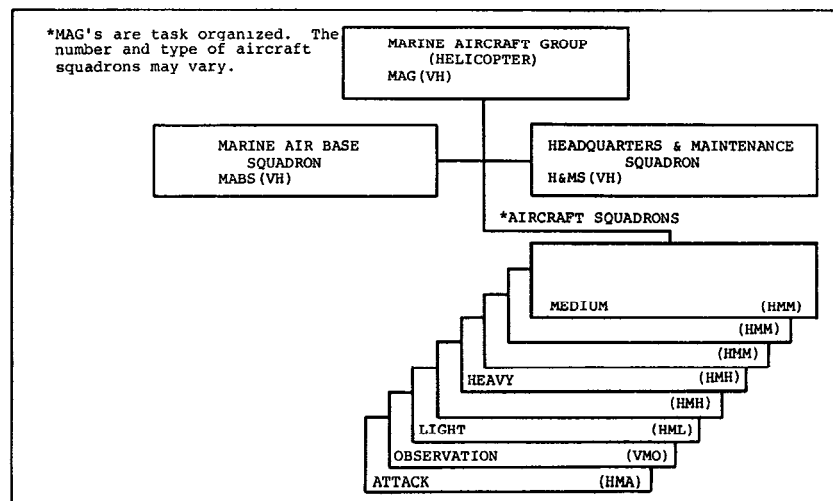 *MAG's are task organized. The
number and type of aircraft
squadrons may vary.
MARINE AIRCRAFT GROUP
(HELICOPTER)
MAG(VH)
MARINE AIR BASE
SQUADRON
MABS(VH)
HEADQUARTERS & MAINTENANCE
SQUADRON
H&MS(VH)
*AIRCRAFT SQUADRONS
MEDIUM (HMM)
(HMM)
(HMM)
HEAVY (HMH)
(HMH)
LIGHT (HML)
OBSERVATION (VMO)
ATTACK (HMA)